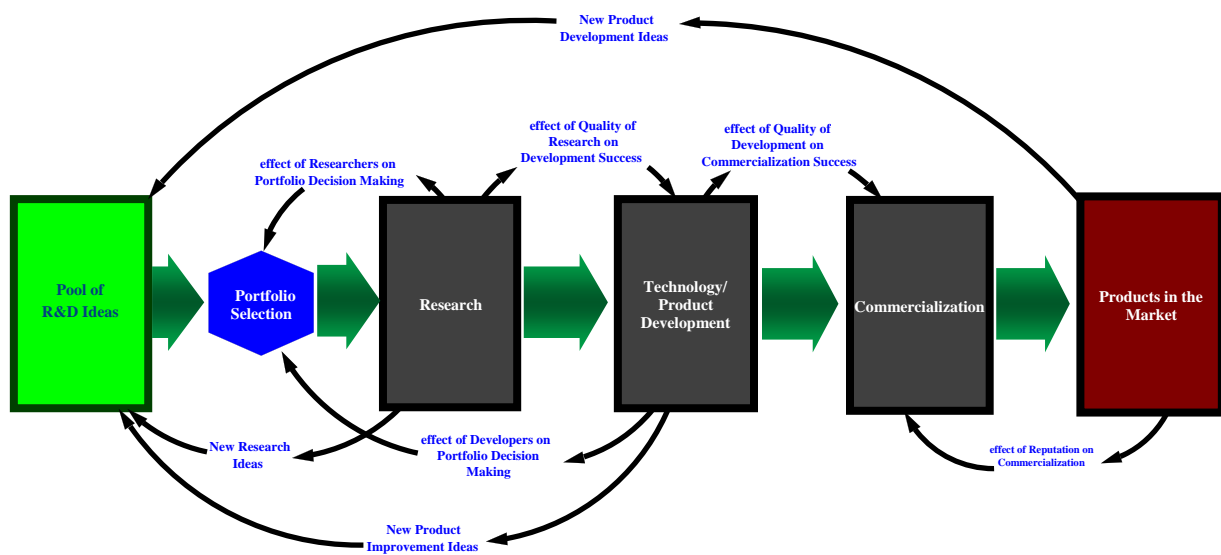 New Product
Development Ideas
effect of Quality of
Research on
Development Success
effect of Quality of
Development on
Commercialization Success
effect of Researchers on
Portfolio Decision Making
Pool of
R&D Ideas
Portfolio
Selection
Research
Technology/
Product
Development
Commercialization
Products in the
Market
New Research
Ideas
effect of Developers on
Portfolio Decision
Making
effect of Reputation on
Commercialization
New Product
Improvement Ideas